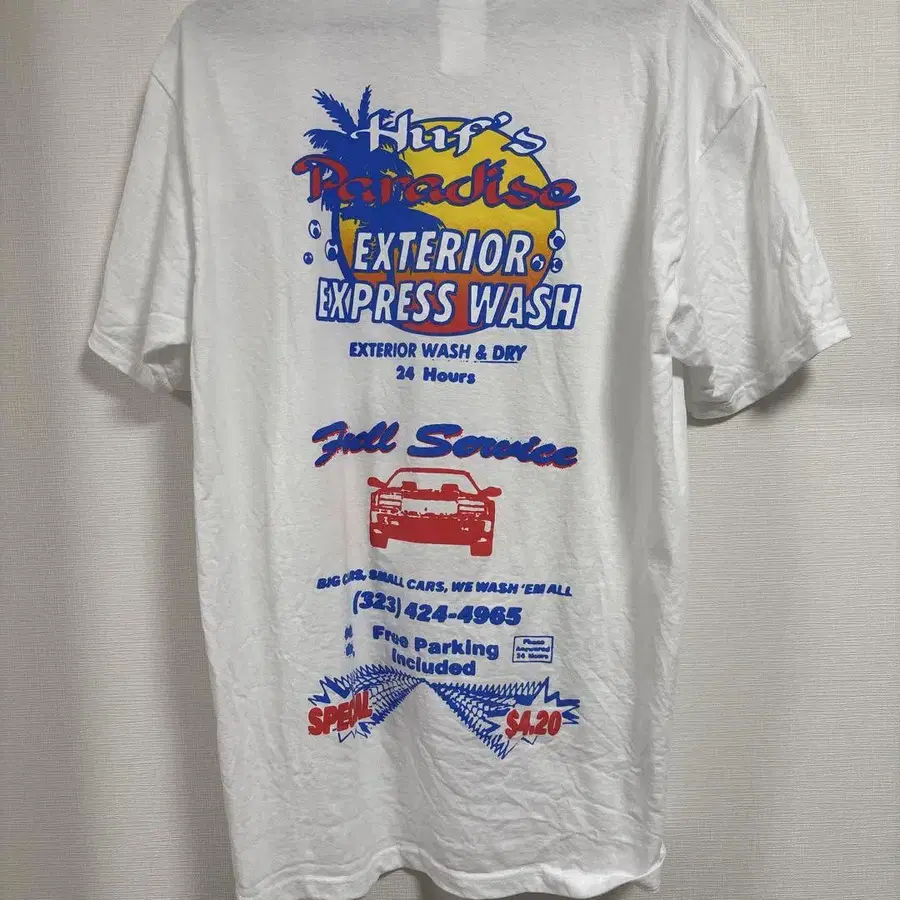 Huf's
Paradise
EXTERIOR
EXPRESS WASH
EXTERIOR WASH & DRY
24 Hours
Full Service
BIG CARS, SMALL CARS, WE WASH 'EM ALL
(323) 424-4965
Free Parking
Included
Phone
Answered
24 Hours
SPECIAL
$4.20